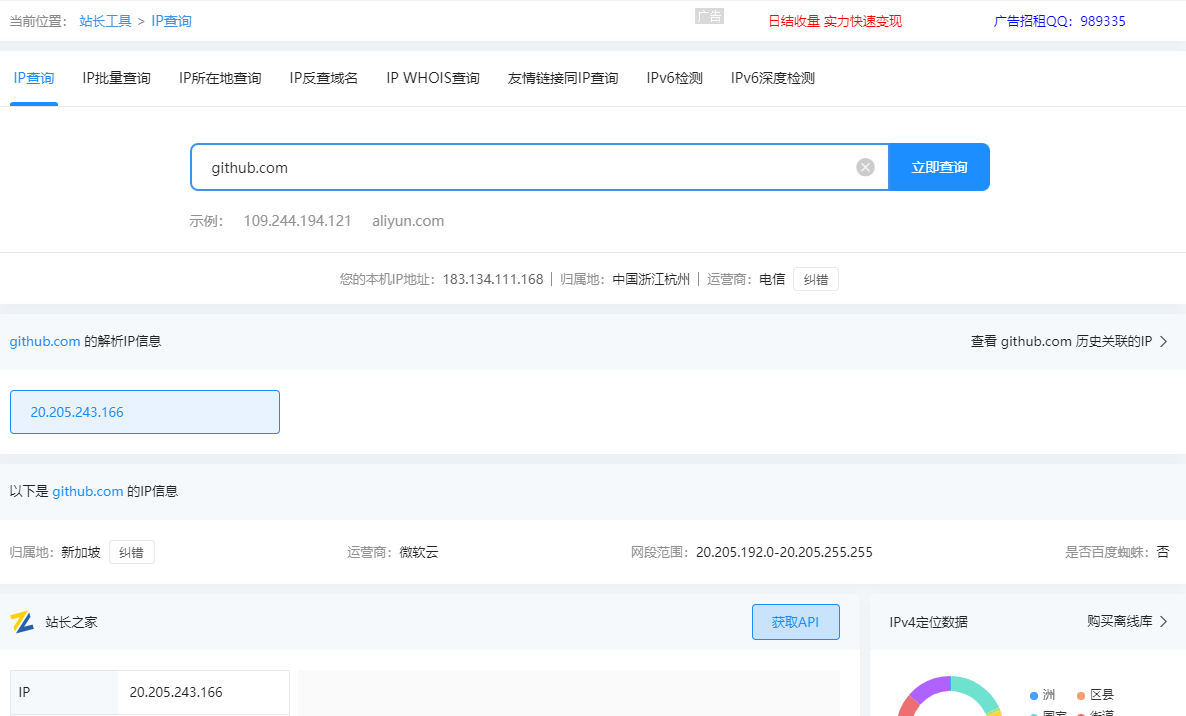 当前位置： 站长工具 > IP查询 广告 日结收量 实力快速变现 广告招租QQ：989335
IP查询 IP批量查询 IP所在地查询 IP反查域名 IP WHOIS查询 友情链接同IP查询 IPv6检测 IPv6深度检测
github.com 立即查询
示例： 109.244.194.121 aliyun.com
您的本机IP地址：183.134.111.168 | 归属地：中国浙江杭州 | 运营商：电信 纠错
github.com 的解析IP信息 查看 github.com 历史关联的IP >
20.205.243.166
以下是 github.com 的IP信息
归属地：新加坡 纠错 运营商：微软云 网段范围：20.205.192.0-20.205.255.255 是否百度蜘蛛：否
站长之家 获取API IPv4定位数据 购买离线库 >
IP 20.205.243.166
洲 区县
国家 街道